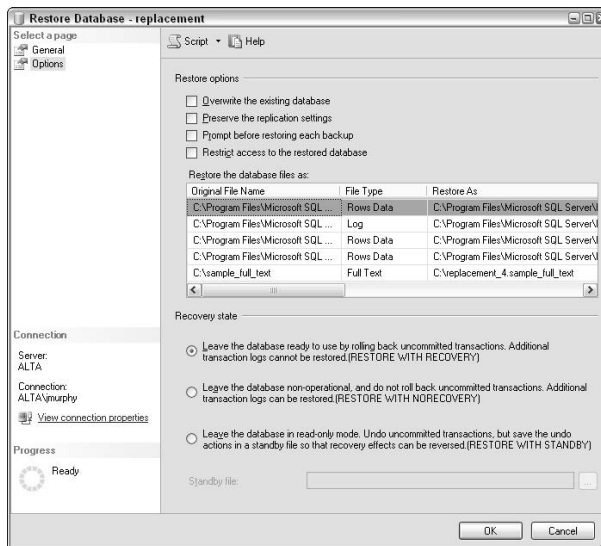 Restore Database - replacement
Select a page
General
Options
Script
Help
Restore options
Overwrite the existing database
Preserve the replication settings
Prompt before restoring each backup
Restrict access to the restored database
Restore the database files as:
Original File Name File Type Restore As
C:\Program Files\Microsoft SQL ... Rows Data C:\Program Files\Microsoft SQL Server\
C:\Program Files\Microsoft SQL ... Log C:\Program Files\Microsoft SQL Server\
C:\Program Files\Microsoft SQL ... Rows Data C:\Program Files\Microsoft SQL Server\
C:\Program Files\Microsoft SQL ... Rows Data C:\Program Files\Microsoft SQL Server\
C:\sample_full_text Full Text C:\replacement_4.sample_full_text
Recovery state
Leave the database ready to use by rolling back uncommitted transactions. Additional
transaction logs cannot be restored.(RESTORE WITH RECOVERY)
Leave the database non-operational, and do not roll back uncommitted transactions. Additional
transaction logs can be restored.(RESTORE WITH NORECOVERY)
Leave the database in read-only mode. Undo uncommitted transactions, but save the undo
actions in a standby file so that recovery effects can be reversed.(RESTORE WITH STANDBY)
Standby file:
...
Connection
Server:
ALTA
Connection:
ALTA\jmurphy
View connection properties
Progress
Ready
OK
Cancel